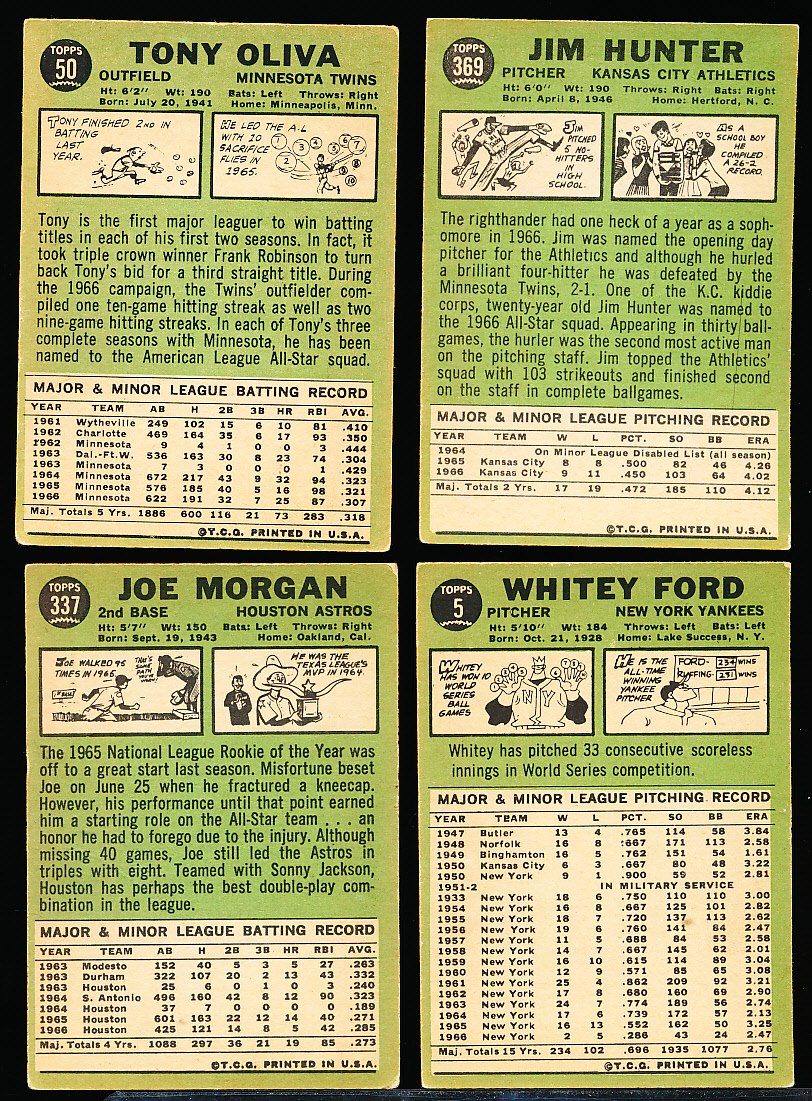 TOPPS
50
TONY OLIVA
OUTFIELD MINNESOTA TWINS
Ht: 6'2" Wt: 190 Bats: Left Throws: Right
Born: July 20, 1941 Home: Minneapolis, Minn.
TONY FINISHED 2ND IN
BATTING
LAST
YEAR.
HE LED THE A.L
WITH 10
SACRIFICE
FLIES IN
1965.
Tony is the first major leaguer to win batting
titles in each of his first two seasons. In fact, it
took triple crown winner Frank Robinson to turn
back Tony's bid for a third straight title. During
the 1966 campaign, the Twins' outfielder com-
piled one ten-game hitting streak as well as two
nine-game hitting streaks. In each of Tony's three
complete seasons with Minnesota, he has been
named to the American League All-Star squad.
MAJOR & MINOR LEAGUE BATTING RECORD
YEAR TEAM AB H 2B 3B HR RBI AVG.
1961 Wytheville 249 102 15 6 10 81 .410
1962 Charlotte 469 164 35 6 17 93 .350
1962 Minnesota 9 4 1 0 0 3 .444
1963 Dal.-Ft.W. 536 163 30 8 23 74 .304
1963 Minnesota 7 3 0 0 0 1 .429
1964 Minnesota 672 217 43 9 32 94 .323
1965 Minnesota 576 185 40 5 16 98 .321
1966 Minnesota 622 191 32 7 25 87 .307
Maj. Totals 5 Yrs. 1886 600 116 21 73 283 .318
©T.C.G. PRINTED IN U.S.A.
TOPPS
369
JIM HUNTER
PITCHER KANSAS CITY ATHLETICS
Ht: 6'0" Wt: 190 Throws: Right Bats: Right
Born: April 8, 1946 Home: Hertford, N. C.
JIM
PITCHED
5 NO-
HITTERS
IN
HIGH
SCHOOL.
AS A
SCHOOL BOY
HE
COMPILED
A 26-2
RECORD.
The righthander had one heck of a year as a soph-
omore in 1966. Jim was named the opening day
pitcher for the Athletics and although he hurled
a brilliant four-hitter he was defeated by the
Minnesota Twins, 2-1. One of the K.C. kiddie
corps, twenty-year old Jim Hunter was named to
the 1966 All-Star squad. Appearing in thirty ball-
games, the hurler was the second most active man
on the pitching staff. Jim topped the Athletics'
squad with 103 strikeouts and finished second
on the staff in complete ballgames.
MAJOR & MINOR LEAGUE PITCHING RECORD
YEAR TEAM W L PCT. SO BB ERA
1964 On Minor League Disabled List (all season)
1965 Kansas City 8 8 .500 82 46 4.26
1966 Kansas City 9 11 .450 103 64 4.02
Maj. Totals 2 Yrs. 17 19 .472 185 110 4.12
©T.C.G. PRINTED IN U.S.A.
TOPPS
337
JOE MORGAN
2nd BASE HOUSTON ASTROS
Ht: 5'7" Wt: 150 Bats: Left Throws: Right
Born: Sept. 19, 1943 Home: Oakland, Cal.
JOE WALKED 95
TIMES IN 1966
THAT'S
SOME
PATH
YOU'VE
WORN!
1ST BASE
HE WAS THE
TEXAS LEAGUE'S
MVP IN 1964.
The 1965 National League Rookie of the Year was
off to a great start last season. Misfortune beset
Joe on June 25 when he fractured a kneecap.
However, his performance until that point earned
him a starting role on the All-Star team . . . an
honor he had to forego due to the injury. Although
missing 40 games, Joe still led the Astros in
triples with eight. Teamed with Sonny Jackson,
Houston has perhaps the best double-play com-
bination in the league.
MAJOR & MINOR LEAGUE BATTING RECORD
YEAR TEAM AB H 2B 3B HR RBI AVG.
1963 Modesto 152 40 5 3 5 27 .263
1963 Durham 322 107 20 2 13 43 .332
1963 Houston 25 6 0 1 0 3 .240
1964 S. Antonio 496 160 42 8 12 90 .323
1964 Houston 37 7 0 0 0 0 .189
1965 Houston 601 163 22 12 14 40 .271
1966 Houston 425 121 14 8 5 42 .285
Maj. Totals 4 Yrs. 1088 297 36 21 19 85 .273
©T.C.G. PRINTED IN U.S.A.
TOPPS
5
WHITEY FORD
PITCHER NEW YORK YANKEES
Ht: 5'10" Wt: 184 Throws: Left Bats: Left
Born: Oct. 21, 1928 Home: Lake Success, N. Y.
WHITEY
HAS WON 10
WORLD
SERIES
BALL
GAMES
NY
HE IS THE
ALL-TIME
WINNING
YANKEE
PITCHER
FORD- 234 WINS
RUFFING- 231 WINS
Whitey has pitched 33 consecutive scoreless
innings in World Series competition.
MAJOR & MINOR LEAGUE PITCHING RECORD
YEAR TEAM W L PCT. SO BB ERA
1947 Butler 13 4 .765 114 58 3.84
1948 Norfolk 16 8 .667 171 113 2.58
1949 Binghamton 16 5 .762 151 54 1.61
1950 Kansas City 6 3 .667 80 48 3.22
1950 New York 9 1 .900 59 52 2.81
1951-2 IN MILITARY SERVICE
1933 New York 18 6 .750 110 110 3.00
1954 New York 16 8 .667 125 101 2.82
1955 New York 18 7 .720 137 113 2.62
1956 New York 19 6 .760 141 84 2.47
1957 New York 11 5 .688 84 53 2.58
1958 New York 14 7 .667 145 62 2.01
1959 New York 16 10 .615 114 89 3.04
1960 New York 12 9 .571 85 65 3.08
1961 New York 25 4 .862 209 92 3.21
1962 New York 17 8 .680 160 69 2.90
1963 New York 24 7 .774 189 56 2.74
1964 New York 17 6 .739 172 57 2.13
1965 New York 16 13 .552 162 50 3.25
1966 New York 2 5 .286 43 24 2.47
Maj. Totals 15 Yrs. 234 102 .696 1935 1077 2.76
©T.C.G. PRINTED IN U.S.A.